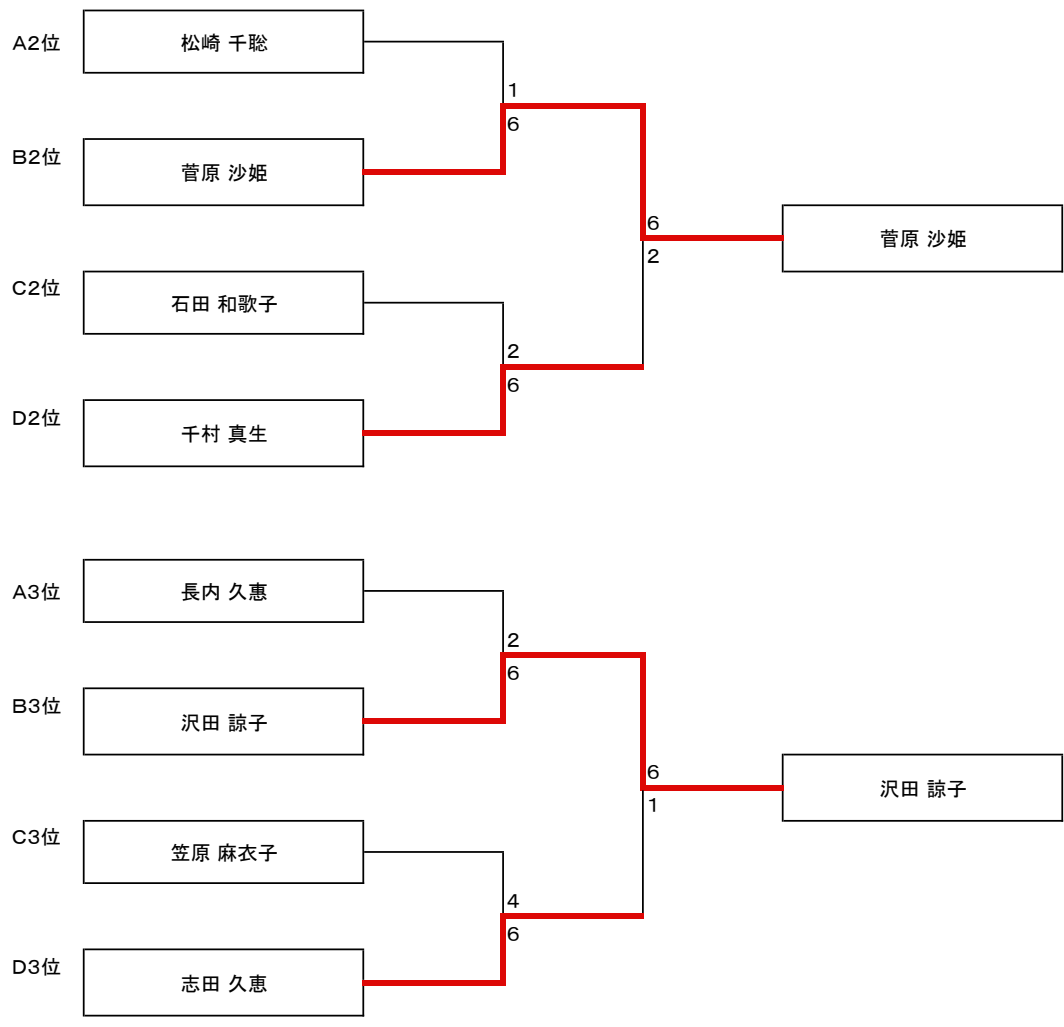 A2位
松崎 千聡
1
6
B2位
菅原 沙姫
6
2
菅原 沙姫
C2位
石田 和歌子
2
6
D2位
千村 真生
A3位
長内 久惠
2
6
B3位
沢田 諒子
6
1
沢田 諒子
C3位
笠原 麻衣子
4
6
D3位
志田 久恵